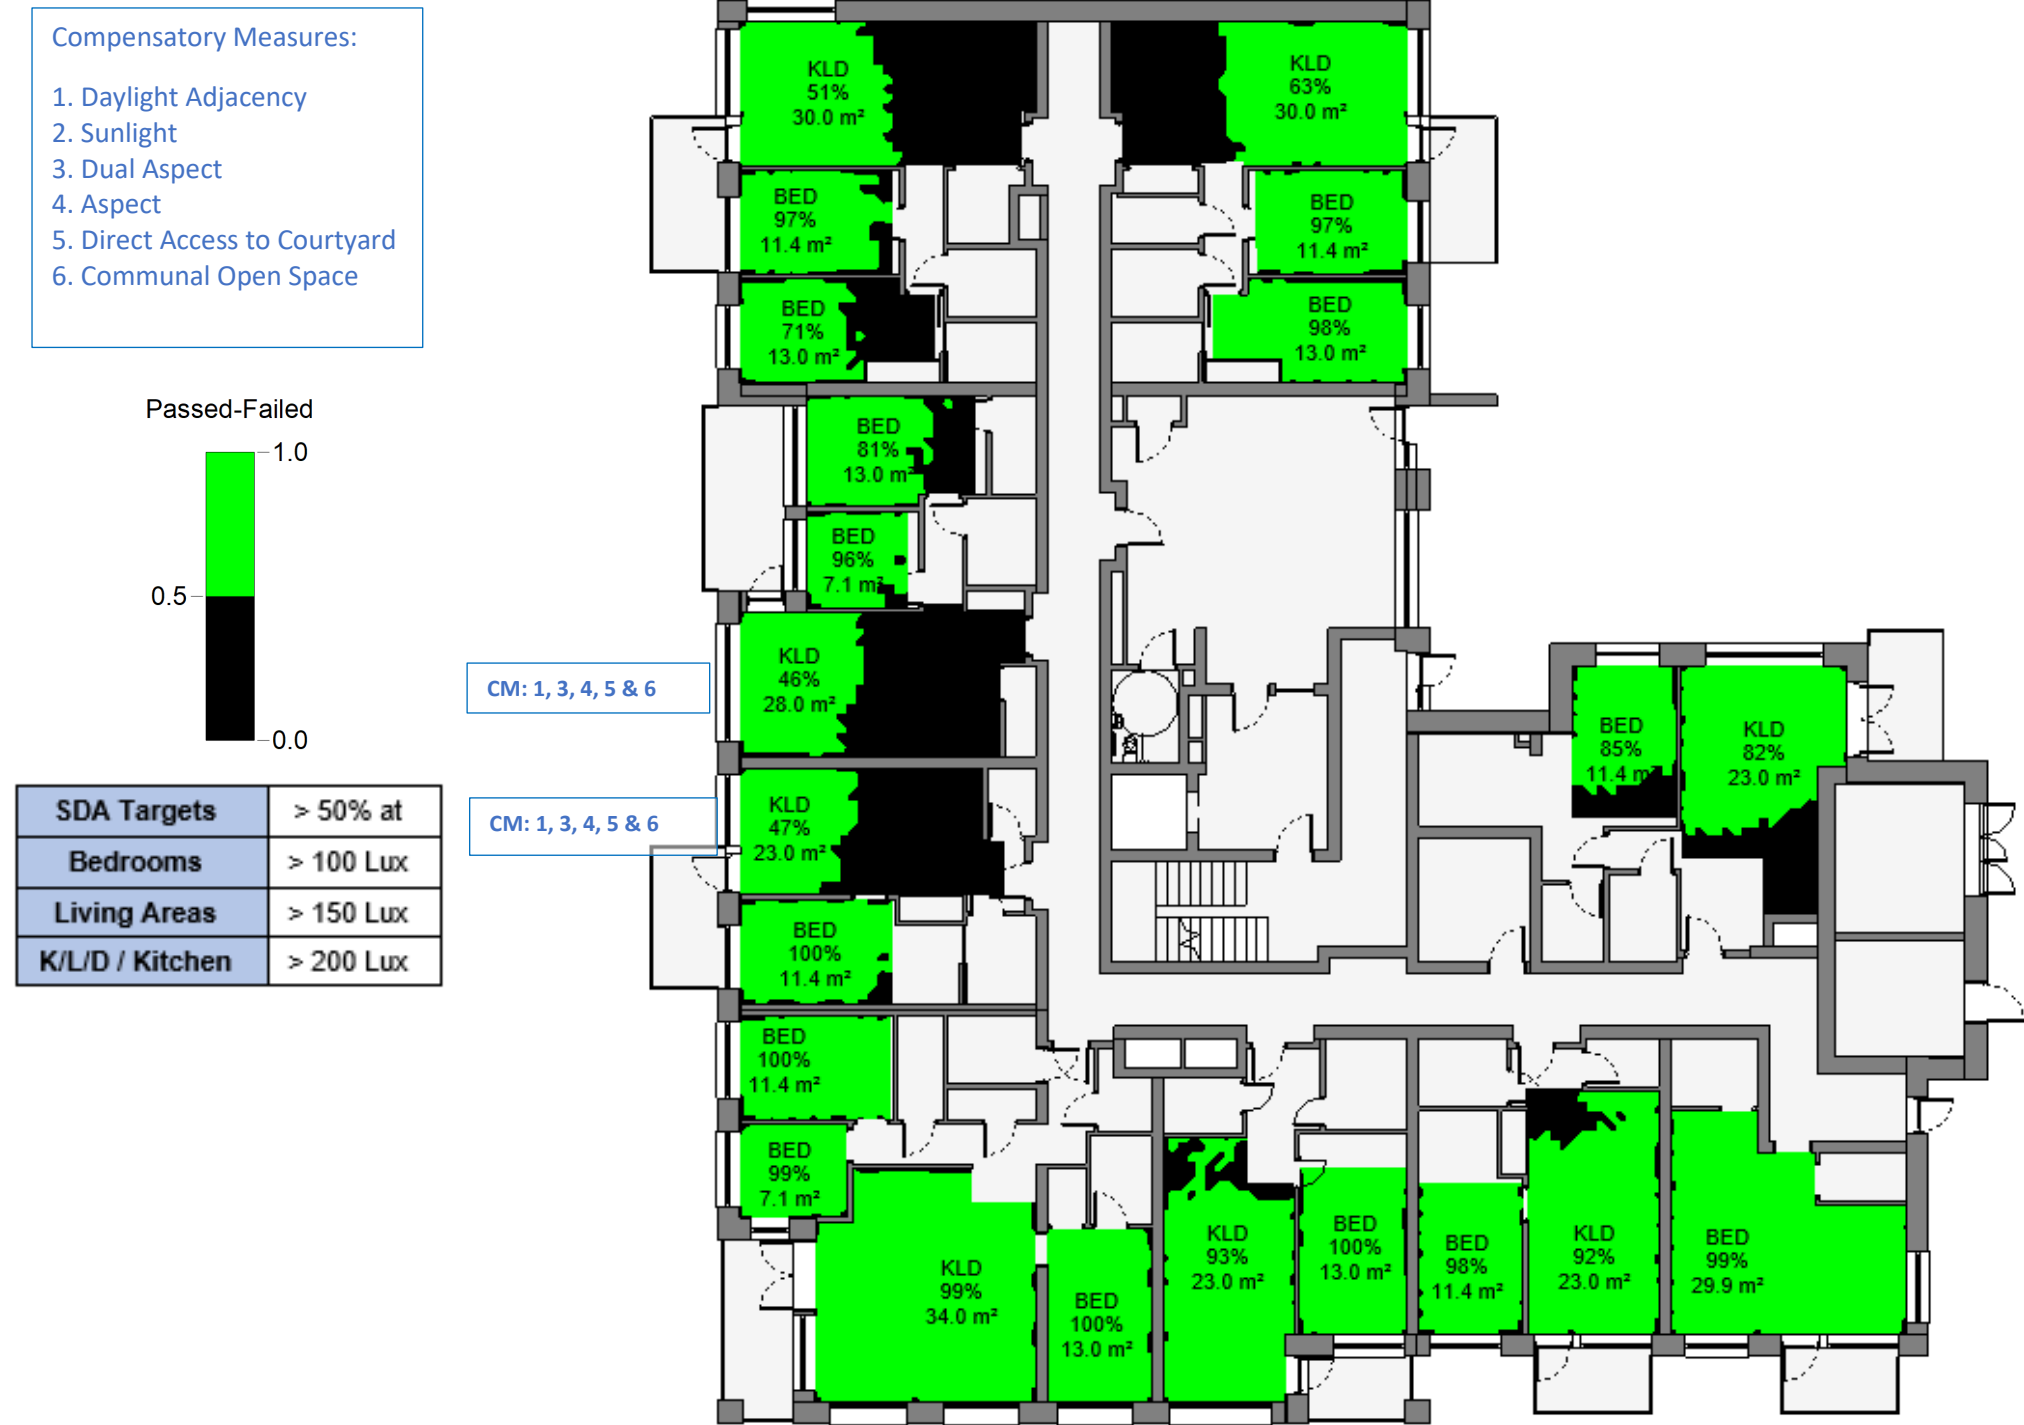 Compensatory Measures:
1. Daylight Adjacency
2. Sunlight
3. Dual Aspect
4. Aspect
5. Direct Access to Courtyard
6. Communal Open Space
Passed-Failed
1.0
0.5
0.0
SDA Targets > 50% at
Bedrooms > 100 Lux
Living Areas > 150 Lux
K/L/D / Kitchen > 200 Lux
CM: 1, 3, 4, 5 & 6
CM: 1, 3, 4, 5 & 6
KLD
51%
30.0 m²
KLD
63%
30.0 m²
BED
97%
11.4 m²
BED
97%
11.4 m²
BED
71%
13.0 m²
BED
98%
13.0 m²
BED
81%
13.0 m²
BED
96%
7.1 m²
KLD
46%
28.0 m²
BED
85%
11.4 m²
KLD
82%
23.0 m²
KLD
47%
23.0 m²
BED
100%
11.4 m²
BED
100%
11.4 m²
BED
99%
7.1 m²
KLD
99%
34.0 m²
BED
100%
13.0 m²
KLD
93%
23.0 m²
BED
100%
13.0 m²
BED
98%
11.4 m²
KLD
92%
23.0 m²
BED
99%
29.9 m²